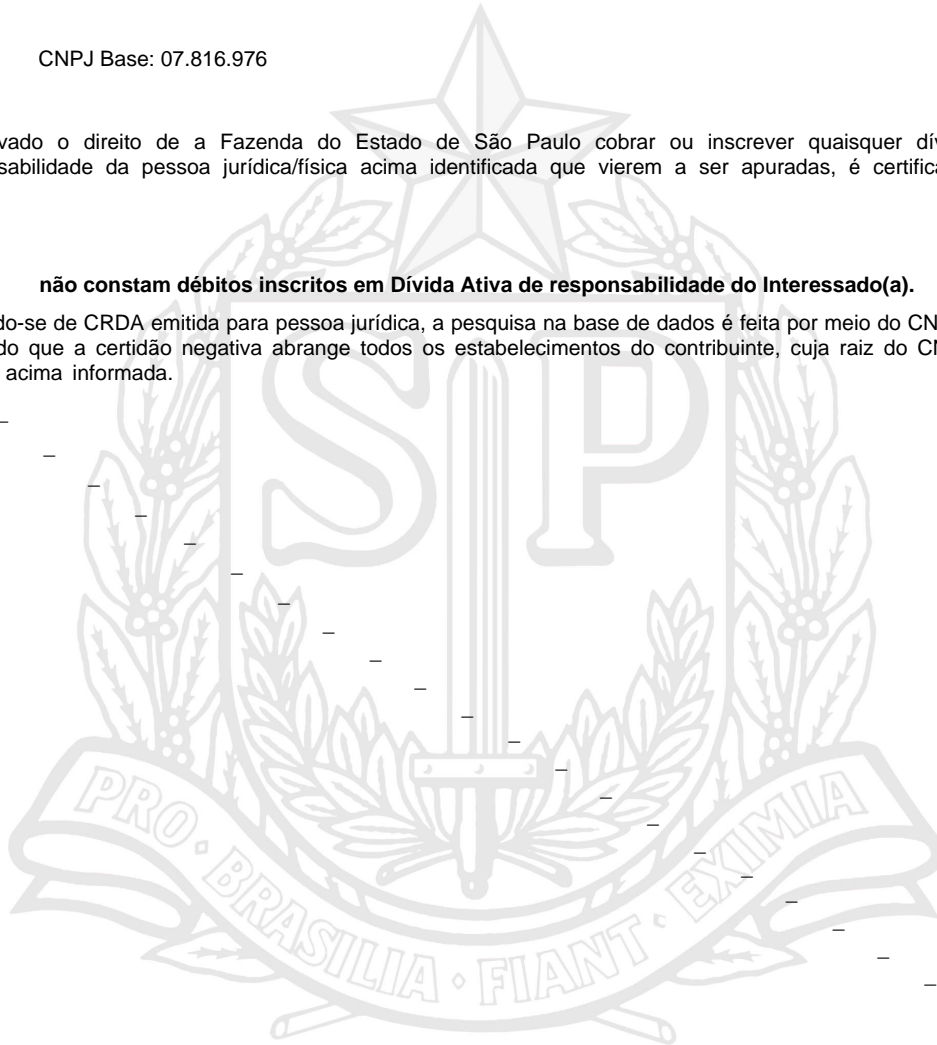 CNPJ Base: 07.816.976
vado o direito de a Fazenda do Estado de São Paulo cobrar ou inscrever quaisquer dív
sabilidade da pessoa jurídica/física acima identificada que vierem a ser apuradas, é certifica
não constam débitos inscritos em Dívida Ativa de responsabilidade do Interessado(a).
do-se de CRDA emitida para pessoa jurídica, a pesquisa na base de dados é feita por meio do CN
do que a certidão negativa abrange todos os estabelecimentos do contribuinte, cuja raiz do CN
acima informada.
SP
PRO • BRASILIA • FIANT • EXIMIA